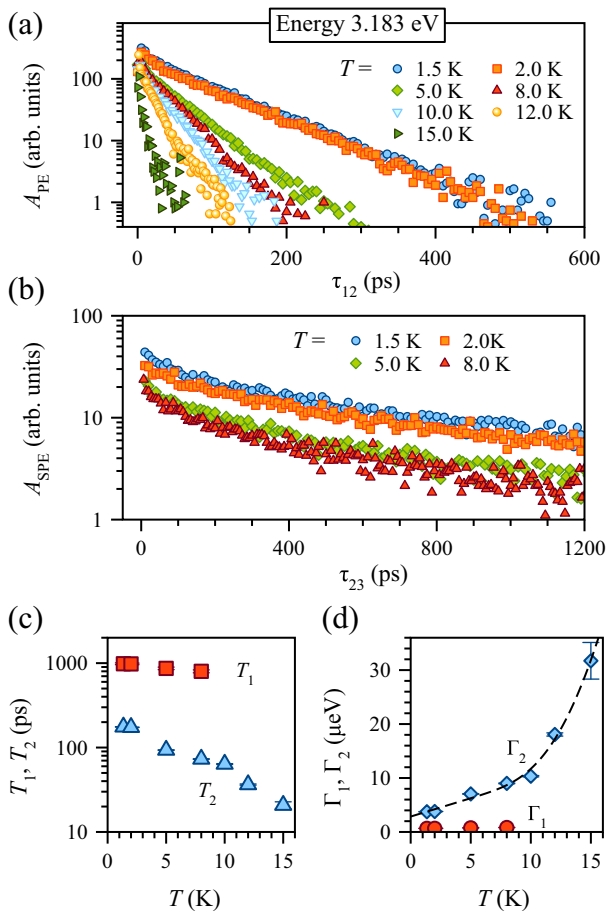 (a)
Energy 3.183 eV
T =
1.5 K
2.0 K
5.0 K
8.0 K
10.0 K
12.0 K
15.0 K
A_PE (arb. units)
100
10
1
0
200
400
600
τ₁₂ (ps)
(b)
T =
1.5 K
2.0K
5.0 K
8.0 K
A_SPE (arb. units)
100
10
1
0
400
800
1200
τ₂₃ (ps)
(c)
T₁, T₂ (ps)
1000
100
10
T₁
T₂
0
5
10
15
T (K)
(d)
Γ₁, Γ₂ (μeV)
30
20
10
0
Γ₂
Γ₁
0
5
10
15
T (K)